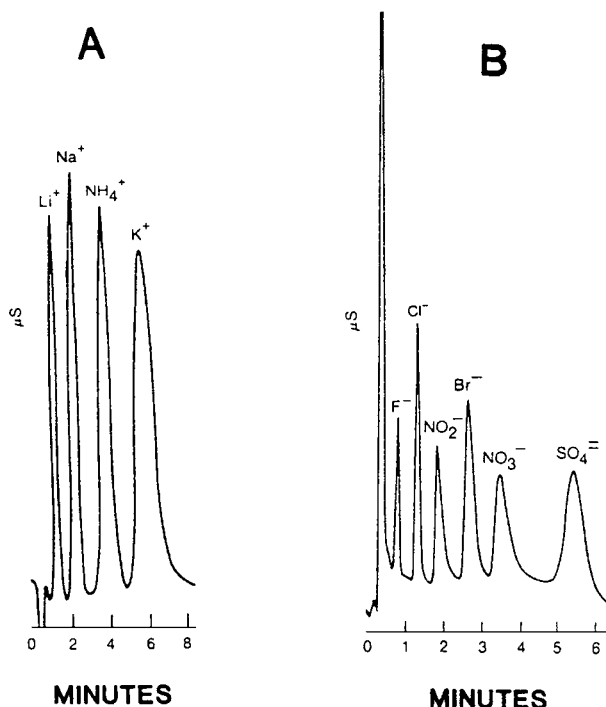 A
Li⁺
Na⁺
NH₄⁺
K⁺
μS
0 2 4 6 8
MINUTES
B
F⁻
Cl⁻
NO₂⁻
Br⁻
NO₃⁻
SO₄⁼
μS
0 1 2 3 4 5 6
MINUTES